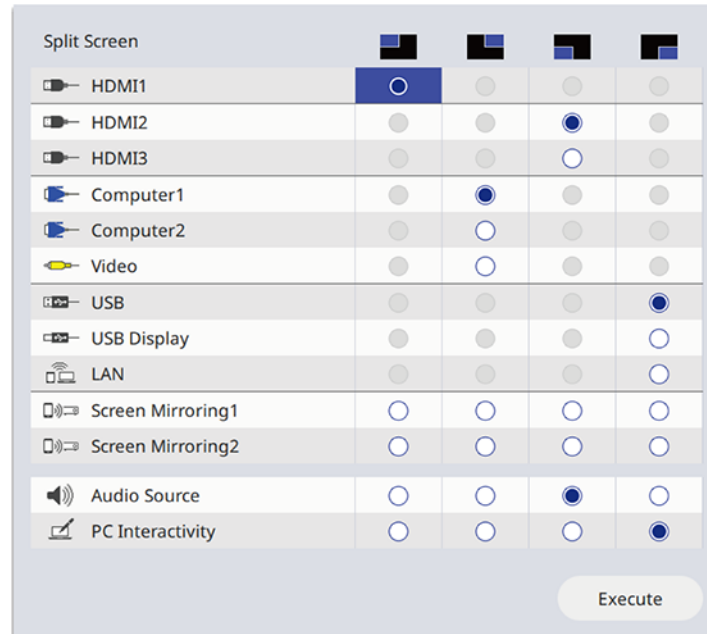 Split Screen
HDMI1
HDMI2
HDMI3
Computer1
Computer2
Video
USB
USB Display
LAN
Screen Mirroring1
Screen Mirroring2
Audio Source
PC Interactivity
Execute